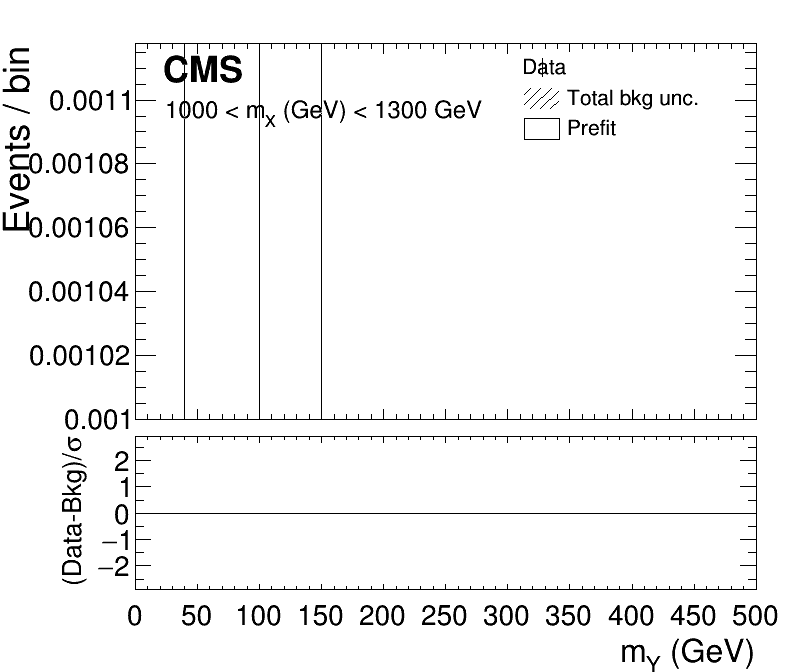 CMS
1000 < mX (GeV) < 1300 GeV
Data
Total bkg unc.
Prefit
Events / bin
0.0011
0.00108
0.00106
0.00104
0.00102
0.001
(Data-Bkg)/σ
2
1
0
−1
−2
0 50 100 150 200 250 300 350 400 450 500
mY (GeV)